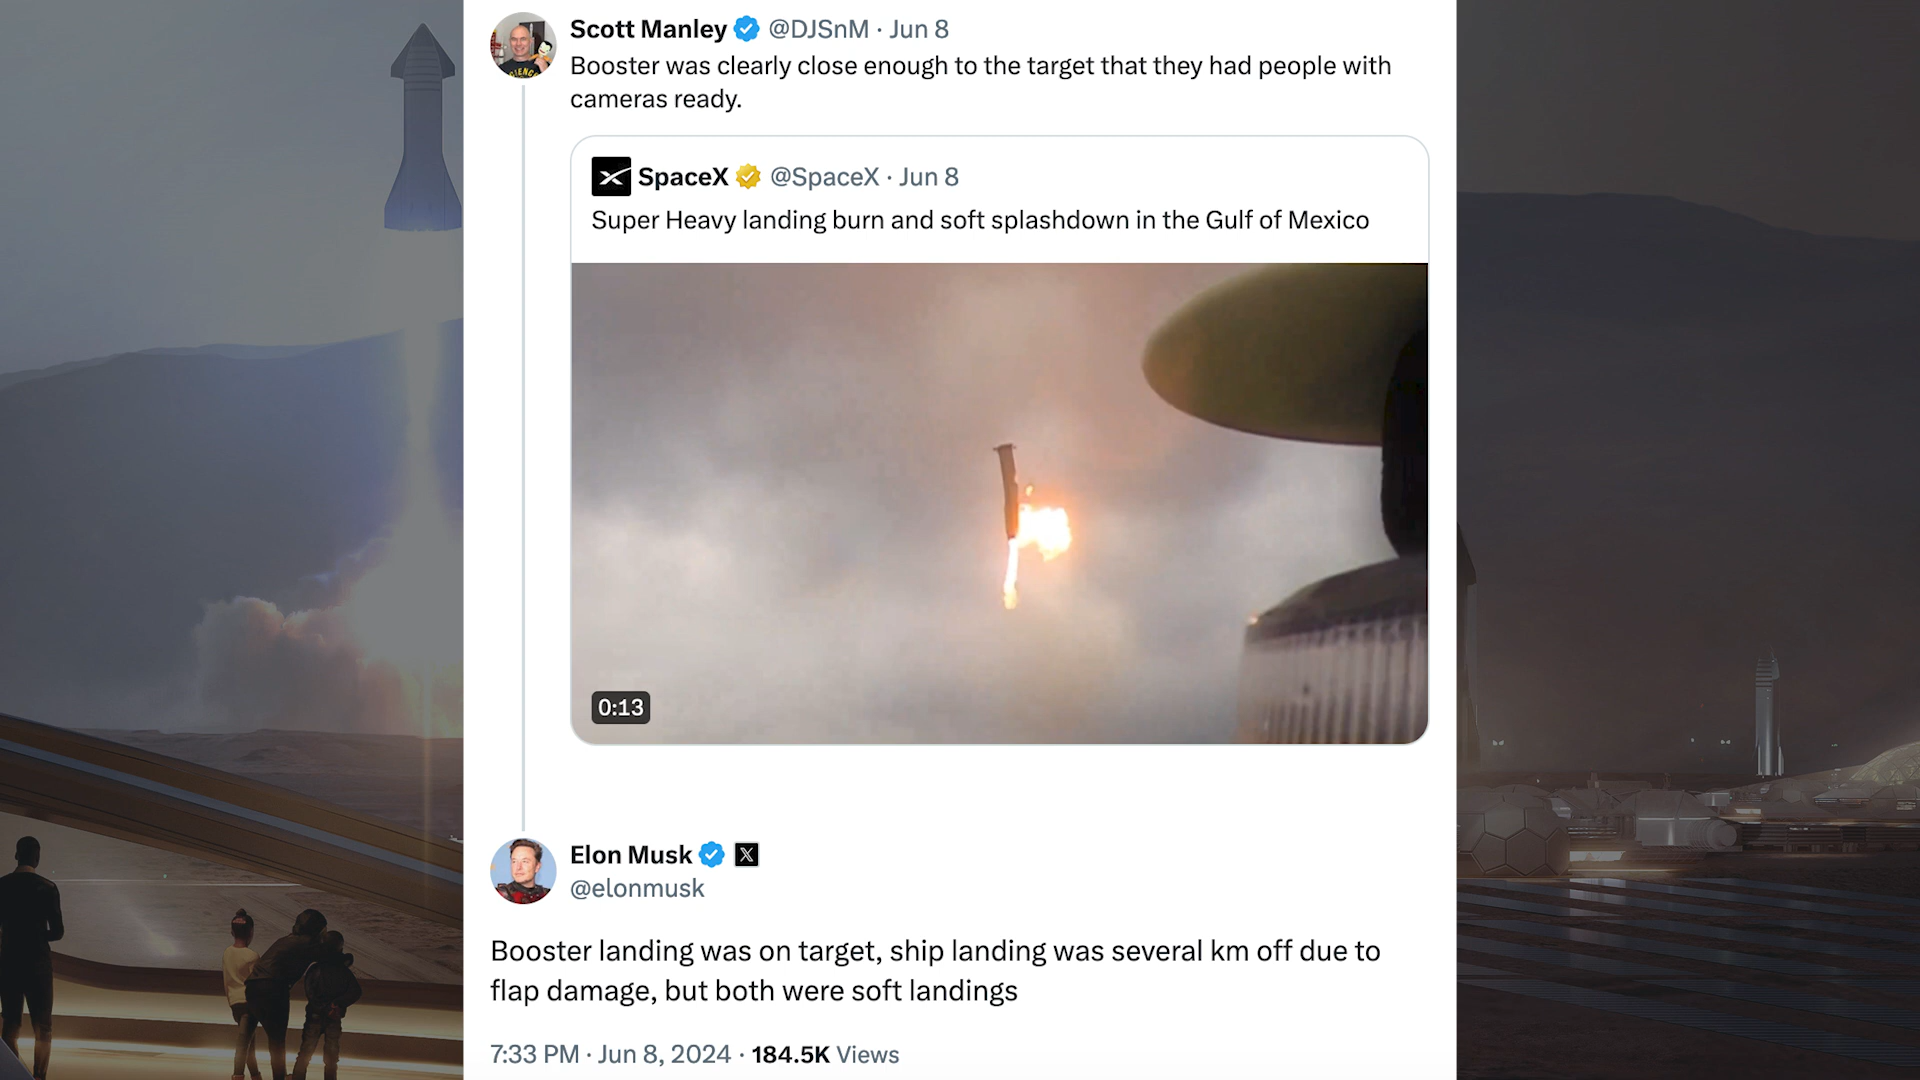 Scott Manley @DJSnM · Jun 8
Booster was clearly close enough to the target that they had people with
cameras ready.
SpaceX @SpaceX · Jun 8
Super Heavy landing burn and soft splashdown in the Gulf of Mexico
0:13
Elon Musk
@elonmusk
Booster landing was on target, ship landing was several km off due to
flap damage, but both were soft landings
7:33 PM · Jun 8, 2024 · 184.5K Views